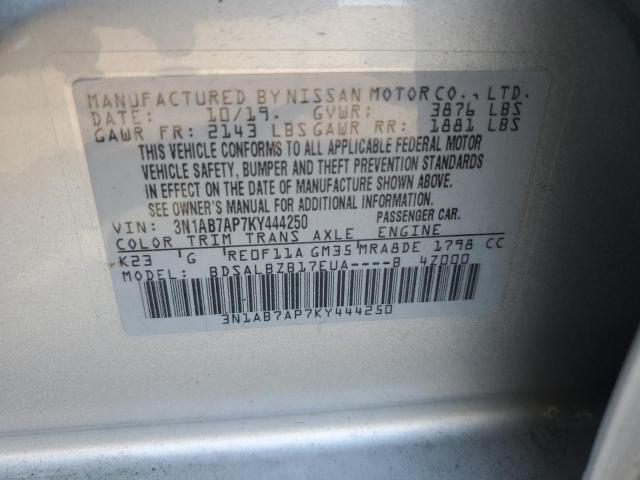 MANUFACTURED BY NISSAN MOTOR CO., LTD.
DATE: 10/19. GVWR: 3876 LBS
GAWR FR: 2143 LBS GAWR RR: 1881 LBS
THIS VEHICLE CONFORMS TO ALL APPLICABLE FEDERAL MOTOR
VEHICLE SAFETY, BUMPER AND THEFT PREVENTION STANDARDS
IN EFFECT ON THE DATE OF MANUFACTURE SHOWN ABOVE.
SEE OWNER'S MANUAL FOR ADDITIONAL INFORMATION.
VIN: 3N1AB7AP7KY444250 PASSENGER CAR.
COLOR TRIM TRANS AXLE ENGINE
K23 'G 'RE0F11A GM35 MRA8DE 1798 CC
MODEL: BDSALBZB17EUA----B 4Z000
3N1AB7AP7KY444250